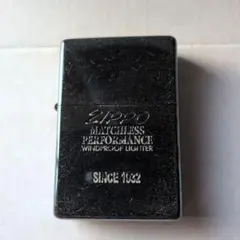 ZIPPO
MATCHLESS
PERFORMANCE
WINDPROOF LIGHTER
SINCE 1932